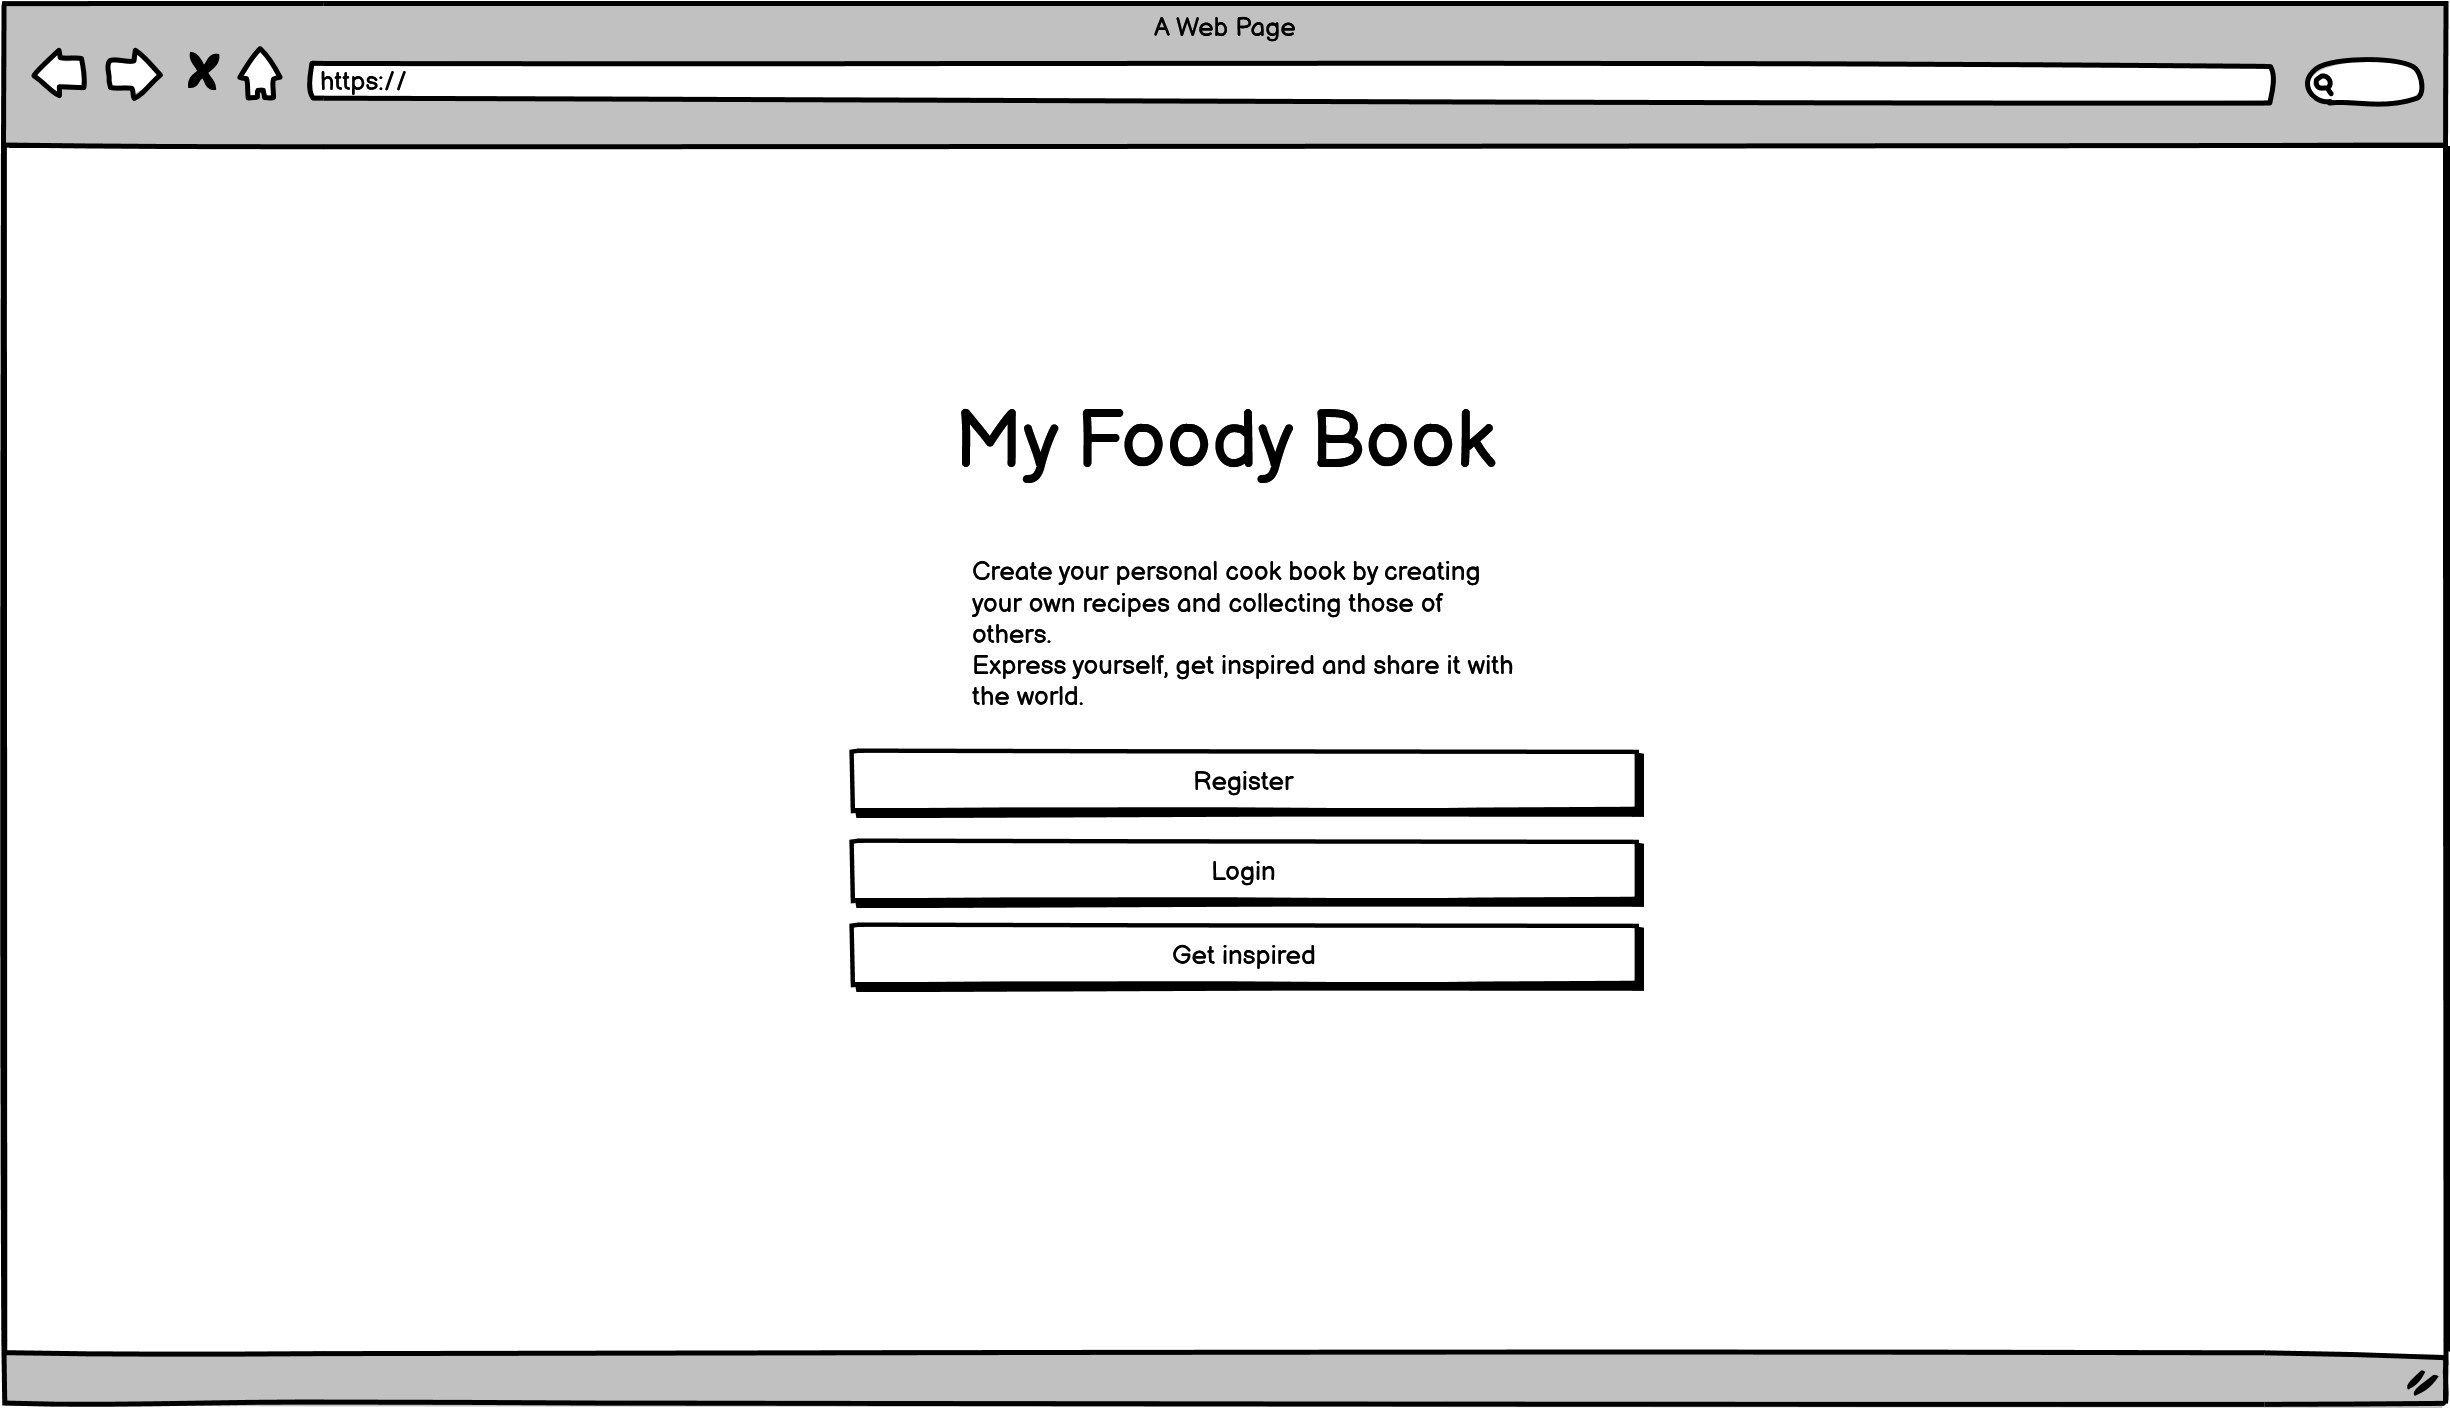 A Web Page
https://
My Foody Book
Create your personal cook book by creating
your own recipes and collecting those of
others.
Express yourself, get inspired and share it with
the world.
Register
Login
Get inspired